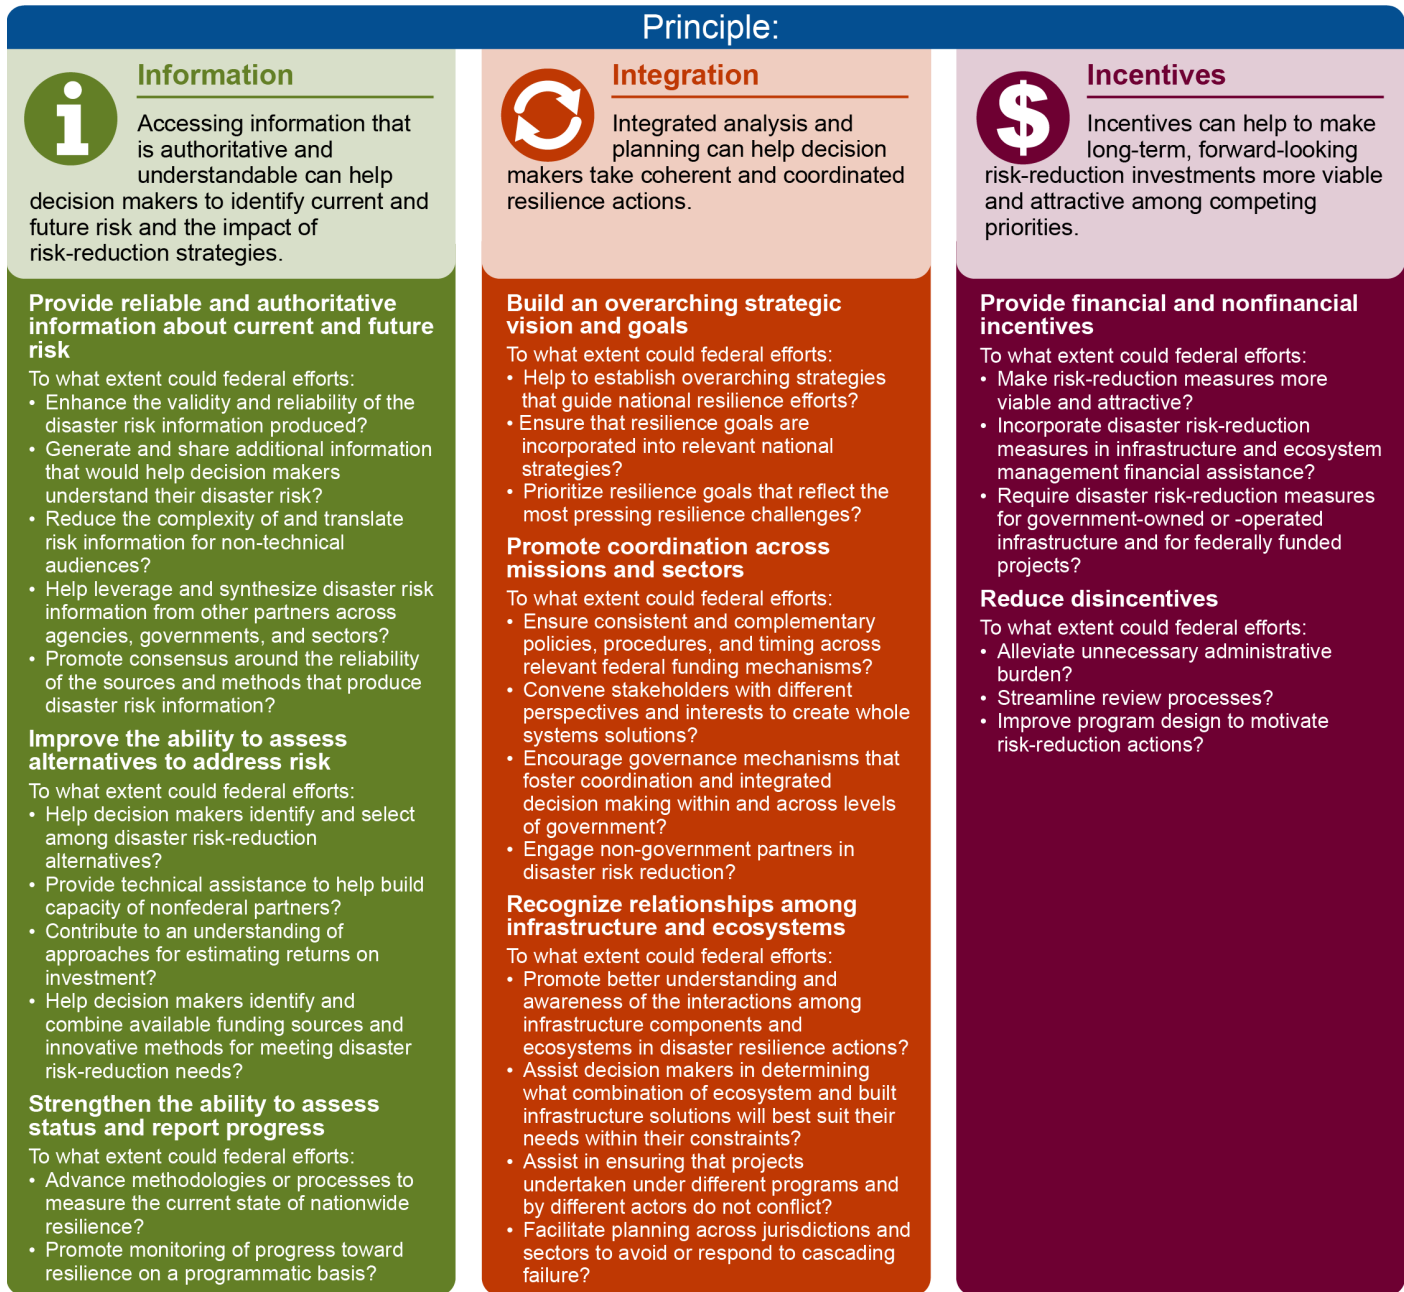 Principle:
Information
Accessing information that
is authoritative and
understandable can help
decision makers to identify current and
future risk and the impact of
risk-reduction strategies.
Provide reliable and authoritative
information about current and future
risk
To what extent could federal efforts:
• Enhance the validity and reliability of the
disaster risk information produced?
• Generate and share additional information
that would help decision makers
understand their disaster risk?
• Reduce the complexity of and translate
risk information for non-technical
audiences?
• Help leverage and synthesize disaster risk
information from other partners across
agencies, governments, and sectors?
• Promote consensus around the reliability
of the sources and methods that produce
disaster risk information?
Improve the ability to assess
alternatives to address risk
To what extent could federal efforts:
• Help decision makers identify and select
among disaster risk-reduction
alternatives?
• Provide technical assistance to help build
capacity of nonfederal partners?
• Contribute to an understanding of
approaches for estimating returns on
investment?
• Help decision makers identify and
combine available funding sources and
innovative methods for meeting disaster
risk-reduction needs?
Strengthen the ability to assess
status and report progress
To what extent could federal efforts:
• Advance methodologies or processes to
measure the current state of nationwide
resilience?
• Promote monitoring of progress toward
resilience on a programmatic basis?
Integration
Integrated analysis and
planning can help decision
makers take coherent and coordinated
resilience actions.
Build an overarching strategic
vision and goals
To what extent could federal efforts:
• Help to establish overarching strategies
that guide national resilience efforts?
• Ensure that resilience goals are
incorporated into relevant national
strategies?
• Prioritize resilience goals that reflect the
most pressing resilience challenges?
Promote coordination across
missions and sectors
To what extent could federal efforts:
• Ensure consistent and complementary
policies, procedures, and timing across
relevant federal funding mechanisms?
• Convene stakeholders with different
perspectives and interests to create whole
systems solutions?
• Encourage governance mechanisms that
foster coordination and integrated
decision making within and across levels
of government?
• Engage non-government partners in
disaster risk reduction?
Recognize relationships among
infrastructure and ecosystems
To what extent could federal efforts:
• Promote better understanding and
awareness of the interactions among
infrastructure components and
ecosystems in disaster resilience actions?
• Assist decision makers in determining
what combination of ecosystem and built
infrastructure solutions will best suit their
needs within their constraints?
• Assist in ensuring that projects
undertaken under different programs and
by different actors do not conflict?
• Facilitate planning across jurisdictions and
sectors to avoid or respond to cascading
failure?
$
Incentives
Incentives can help to make
long-term, forward-looking
risk-reduction investments more viable
and attractive among competing
priorities.
Provide financial and nonfinancial
incentives
To what extent could federal efforts:
• Make risk-reduction measures more
viable and attractive?
• Incorporate disaster risk-reduction
measures in infrastructure and ecosystem
management financial assistance?
• Require disaster risk-reduction measures
for government-owned or -operated
infrastructure and for federally funded
projects?
Reduce disincentives
To what extent could federal efforts:
• Alleviate unnecessary administrative
burden?
• Streamline review processes?
• Improve program design to motivate
risk-reduction actions?